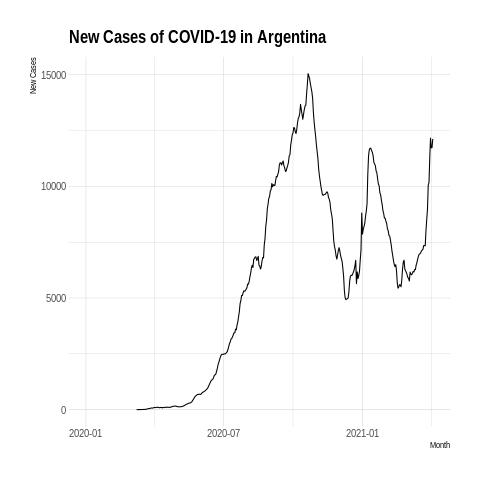 New Cases of COVID-19 in Argentina
New Cases
15000
10000
5000
0
2020-01
2020-07
2021-01
Month